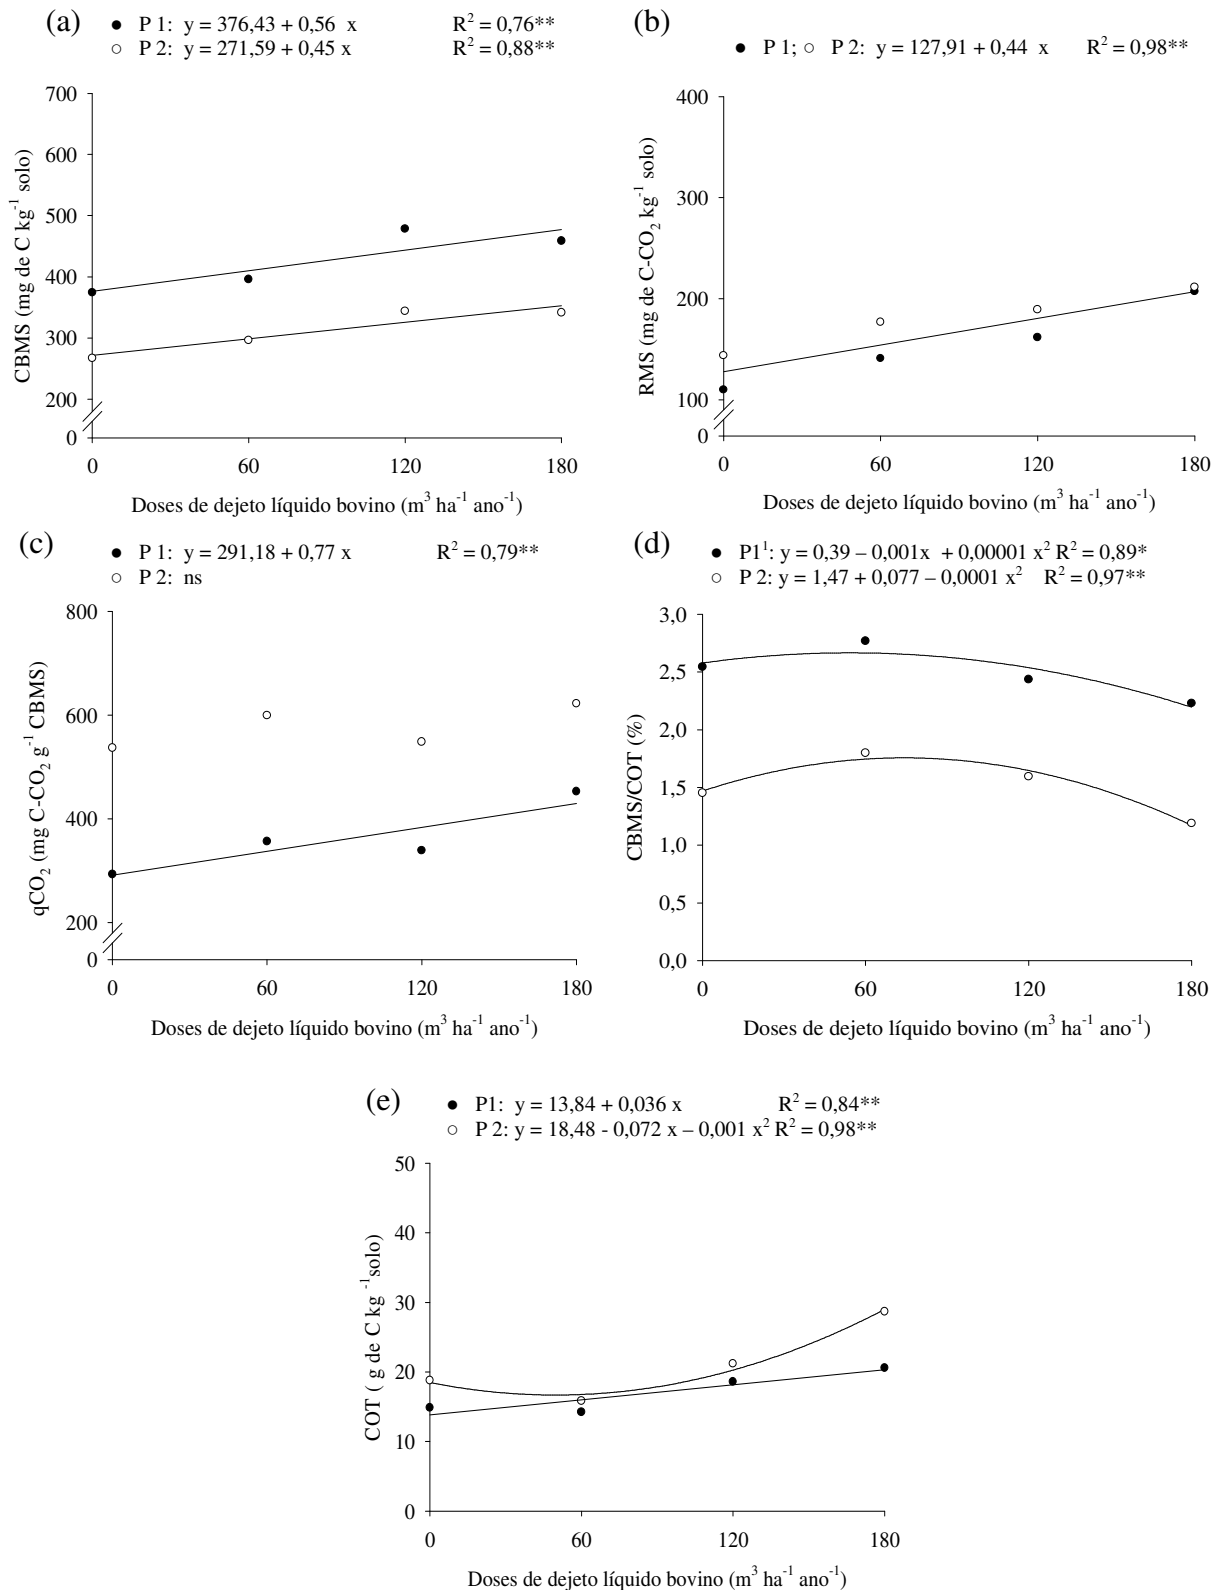 (a)
● P 1: y = 376,43 + 0,56 x R² = 0,76**
○ P 2: y = 271,59 + 0,45 x R² = 0,88**
CBMS (mg de C kg⁻¹ solo)
700
600
500
400
300
200
0
0 60 120 180
Doses de dejeto líquido bovino (m³ ha⁻¹ ano⁻¹)
(b)
● P 1; ○ P 2: y = 127,91 + 0,44 x R² = 0,98**
RMS (mg de C-CO₂ kg⁻¹ solo)
400
300
200
100
0
0 60 120 180
Doses de dejeto líquido bovino (m³ ha⁻¹ ano⁻¹)
(c)
● P 1: y = 291,18 + 0,77 x R² = 0,79**
○ P 2: ns
qCO₂ (mg C-CO₂ g⁻¹ CBMS)
800
600
400
200
0
0 60 120 180
Doses de dejeto líquido bovino (m³ ha⁻¹ ano⁻¹)
(d)
● P1¹: y = 0,39 – 0,001x + 0,00001 x² R² = 0,89*
○ P 2: y = 1,47 + 0,077 – 0,0001 x² R² = 0,97**
CBMS/COT (%)
3,0
2,5
2,0
1,5
1,0
0,5
0,0
0 60 120 180
Doses de dejeto líquido bovino (m³ ha⁻¹ ano⁻¹)
(e)
● P1: y = 13,84 + 0,036 x R² = 0,84**
○ P 2: y = 18,48 - 0,072 x – 0,001 x² R² = 0,98**
COT ( g de C kg ⁻¹ solo)
50
40
30
20
10
0
0 60 120 180
Doses de dejeto líquido bovino (m³ ha⁻¹ ano⁻¹)